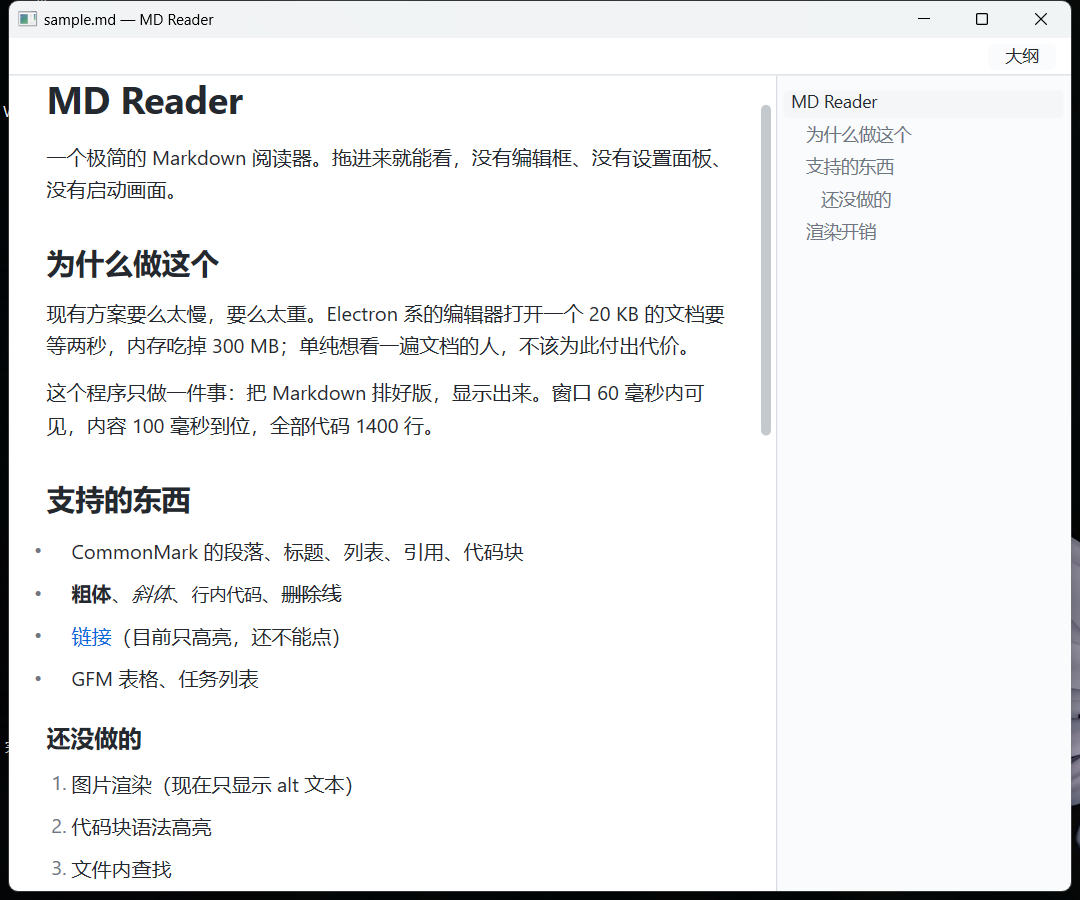 sample.md — MD Reader
大纲
MD Reader
一个极简的 Markdown 阅读器。拖进来就能看，没有编辑框、没有设置面板、
没有启动画面。
为什么做这个
现有方案要么太慢，要么太重。Electron 系的编辑器打开一个 20 KB 的文档要
等两秒，内存吃掉 300 MB；单纯想看一遍文档的人，不该为此付出代价。
这个程序只做一件事：把 Markdown 排好版，显示出来。窗口 60 毫秒内可
见，内容 100 毫秒到位，全部代码 1400 行。
支持的东西
• CommonMark 的段落、标题、列表、引用、代码块
• 粗体、斜体、行内代码、删除线
• 链接（目前只高亮，还不能点）
• GFM 表格、任务列表
还没做的
1. 图片渲染（现在只显示 alt 文本）
2. 代码块语法高亮
3. 文件内查找
MD Reader
为什么做这个
支持的东西
还没做的
渲染开销